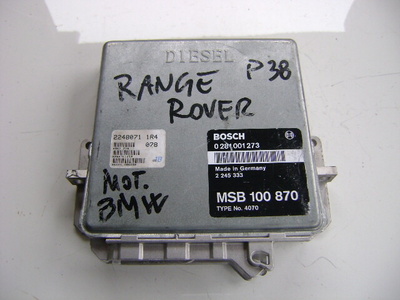 DIESEL
RANGE ROVER P38
2248071 1R4
078
MOT.
BMW
BOSCH
0 281 001 273
Made in Germany
2 245 333
MSB 100 870
TYPE No. 4070